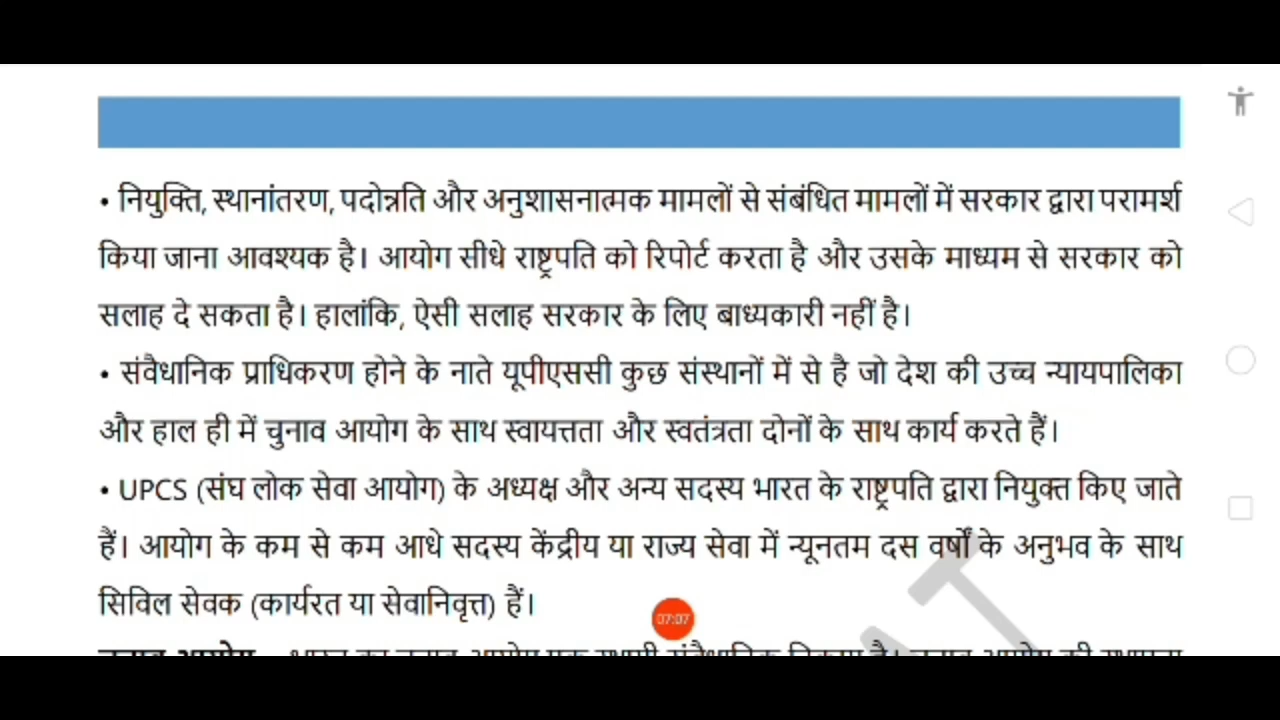 • नियुक्ति, स्थानांतरण, पदोन्नति और अनुशासनात्मक मामलों से संबंधित मामलों में सरकार द्वारा परामर्श
किया जाना आवश्यक है। आयोग सीधे राष्ट्रपति को रिपोर्ट करता है और उसके माध्यम से सरकार को
सलाह दे सकता है। हालांकि, ऐसी सलाह सरकार के लिए बाध्यकारी नहीं है।
• संवैधानिक प्राधिकरण होने के नाते यूपीएससी कुछ संस्थानों में से है जो देश की उच्च न्यायपालिका
और हाल ही में चुनाव आयोग के साथ स्वायत्तता और स्वतंत्रता दोनों के साथ कार्य करते हैं।
• UPCS (संघ लोक सेवा आयोग) के अध्यक्ष और अन्य सदस्य भारत के राष्ट्रपति द्वारा नियुक्त किए जाते
हैं। आयोग के कम से कम आधे सदस्य केंद्रीय या राज्य सेवा में न्यूनतम दस वर्षों के अनुभव के साथ
सिविल सेवक (कार्यरत या सेवानिवृत्त) हैं।
07:07